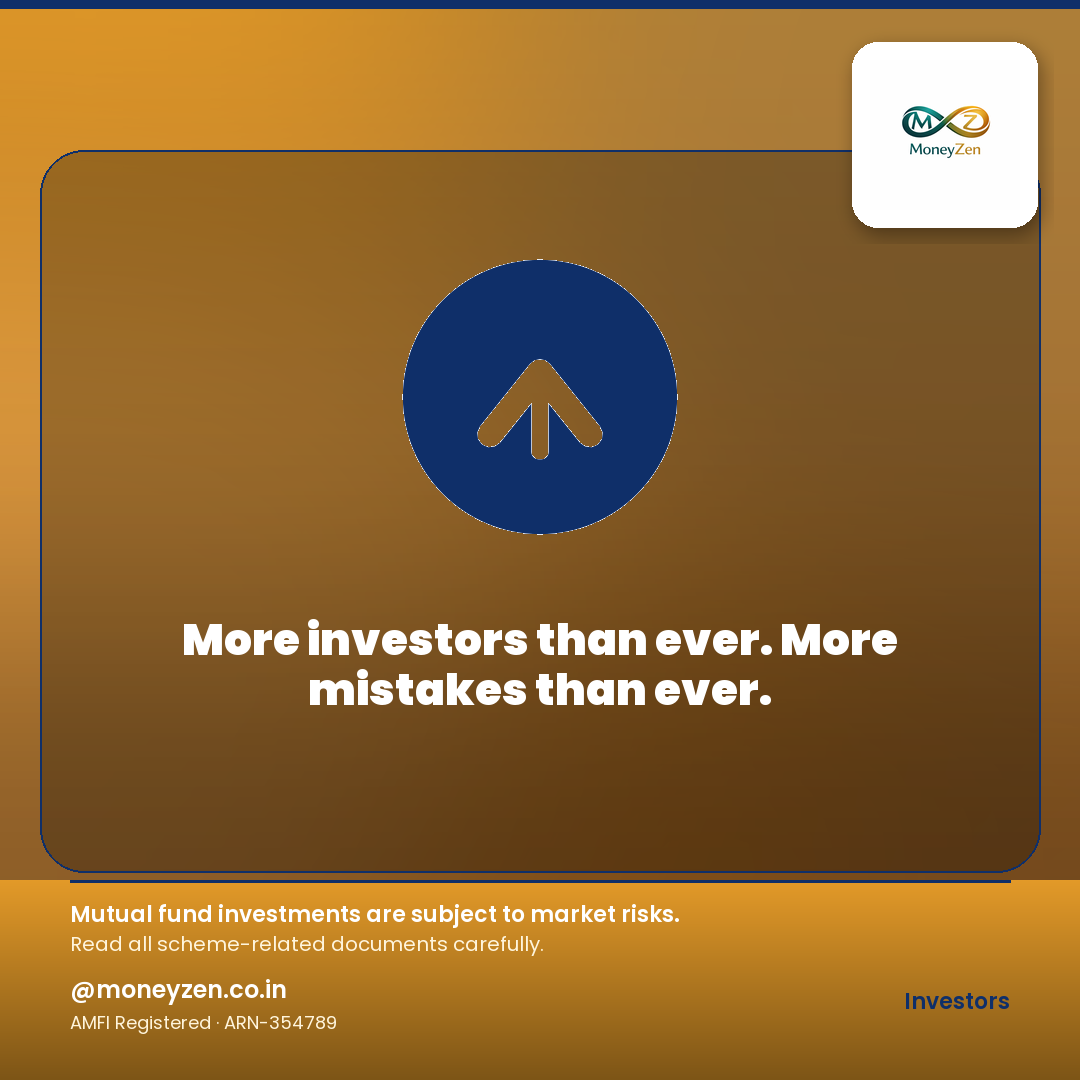 MZ
MoneyZen
More investors than ever. More
mistakes than ever.
Mutual fund investments are subject to market risks.
Read all scheme-related documents carefully.
@moneyzen.co.in
AMFI Registered · ARN-354789
Investors